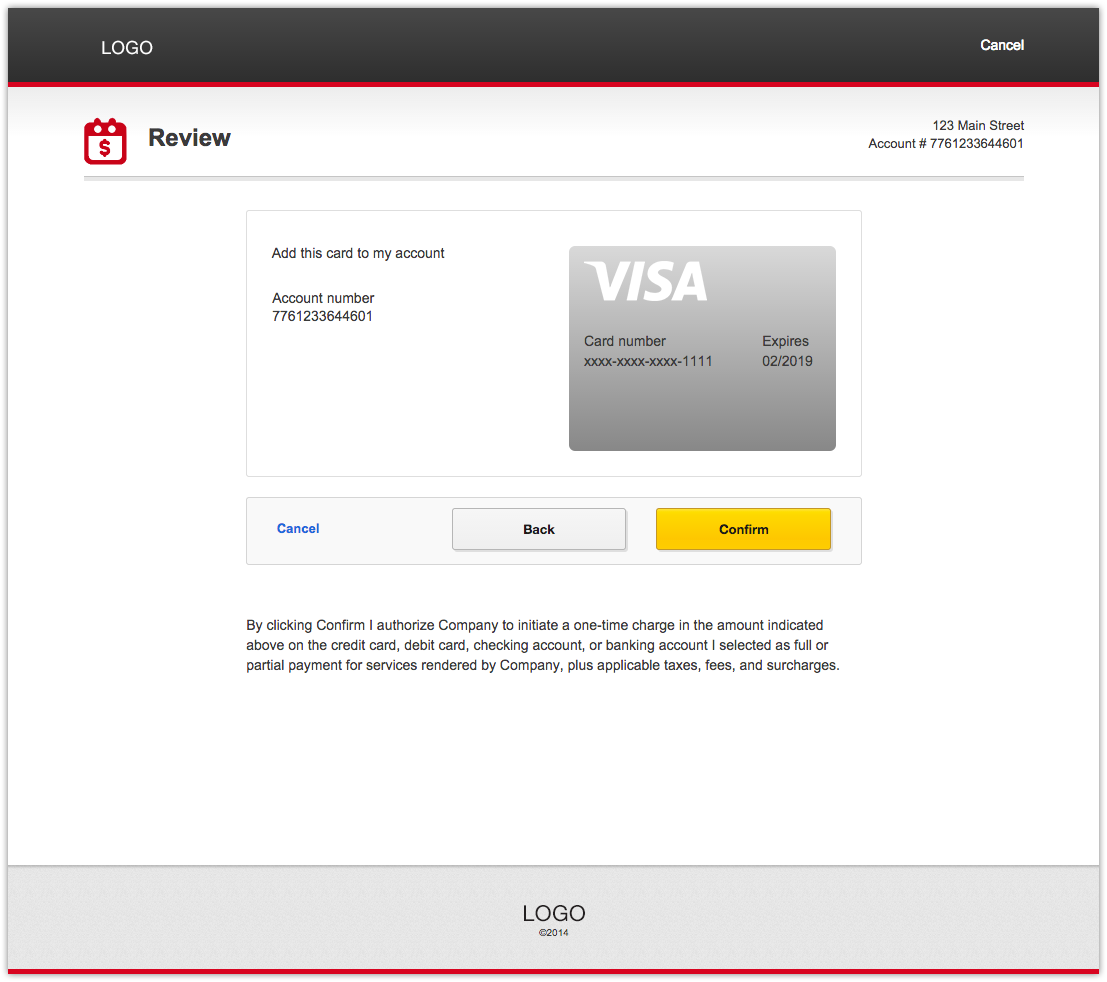 LOGO
Cancel
$
Review
123 Main Street
Account # 7761233644601
Add this card to my account
Account number
7761233644601
VISA
Card number
xxxx-xxxx-xxxx-1111
Expires
02/2019
Cancel
Back
Confirm
By clicking Confirm I authorize Company to initiate a one-time charge in the amount indicated
above on the credit card, debit card, checking account, or banking account I selected as full or
partial payment for services rendered by Company, plus applicable taxes, fees, and surcharges.
LOGO
©2014